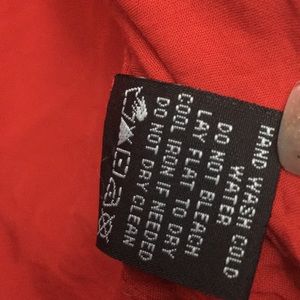 HAND WASH COLD
WATER
DO NOT BLEACH
LAY FLAT TO DRY
COOL IRON IF NEEDED
DO NOT DRY CLEAN